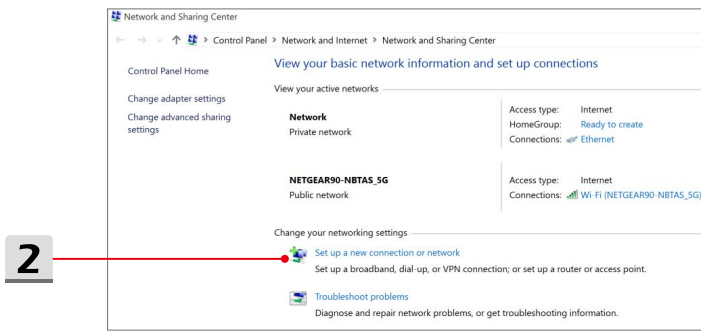 Network and Sharing Center
Control Panel > Network and Internet > Network and Sharing Center
Control Panel Home
Change adapter settings
Change advanced sharing
settings
View your basic network information and set up connections
View your active networks
Network
Private network
Access type: Internet
HomeGroup: Ready to create
Connections: Ethernet
NETGEAR90-NBTAS_5G
Public network
Access type: Internet
Connections: Wi-Fi (NETGEAR90-NBTAS_5G)
Change your networking settings
2
Set up a new connection or network
Set up a broadband, dial-up, or VPN connection; or set up a router or access point.
Troubleshoot problems
Diagnose and repair network problems, or get troubleshooting information.